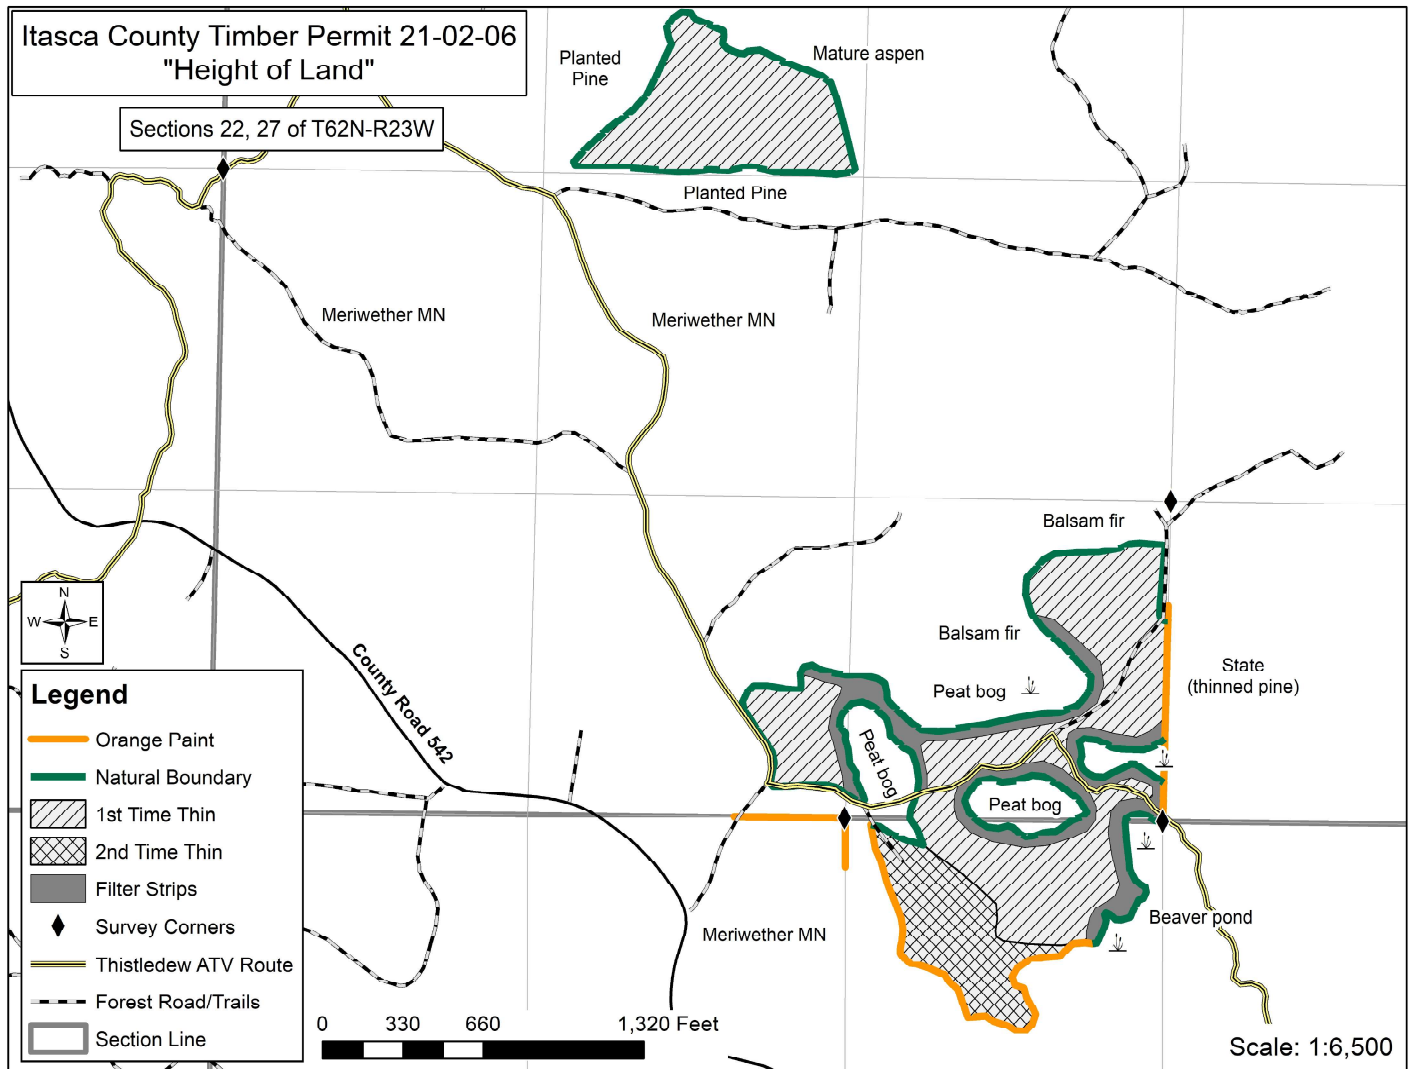 Itasca County Timber Permit 21-02-06
"Height of Land"
Sections 22, 27 of T62N-R23W
Planted
Pine
Mature aspen
Planted Pine
Meriwether MN
Meriwether MN
Balsam fir
Balsam fir
Peat bog
State
(thinned pine)
Peat bog
Peat bog
Beaver pond
Meriwether MN
County Road 542
N
W E
S
Legend
Orange Paint
Natural Boundary
1st Time Thin
2nd Time Thin
Filter Strips
Survey Corners
Thistledew ATV Route
Forest Road/Trails
Section Line
0 330 660 1,320 Feet
Scale: 1:6,500